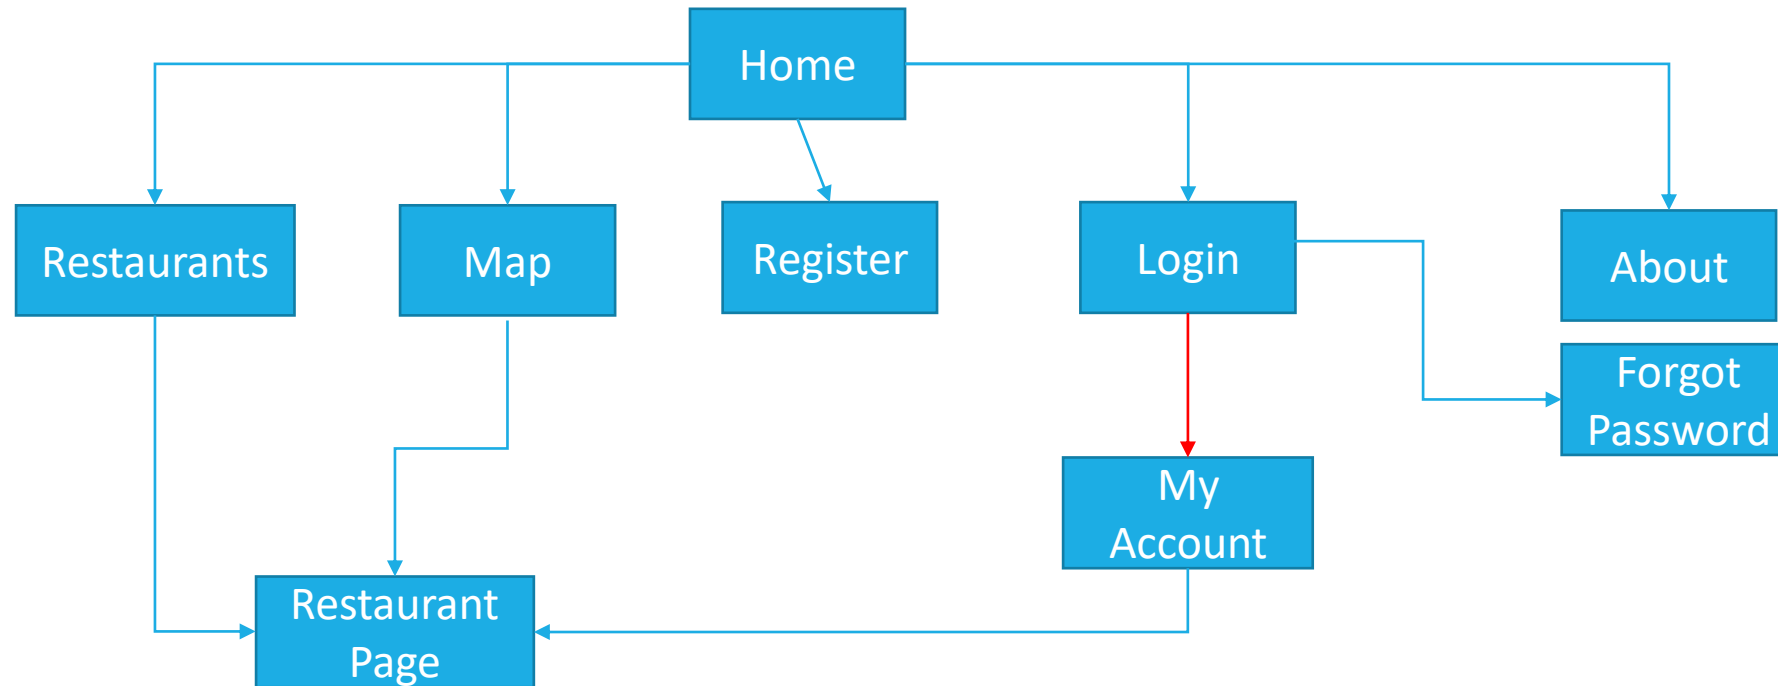 Home
Restaurants
Map
Register
Login
About
Forgot
Password
My
Account
Restaurant
Page